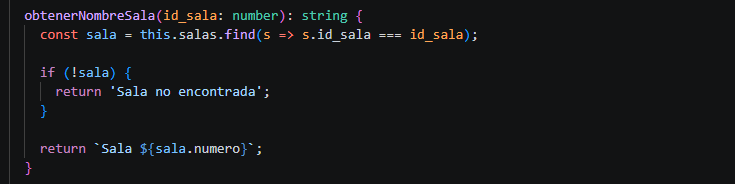 obtenerNombreSala(id_sala: number): string {
  const sala = this.salas.find(s => s.id_sala === id_sala);

  if (!sala) {
    return 'Sala no encontrada';
  }

  return `Sala ${sala.numero}`;
}